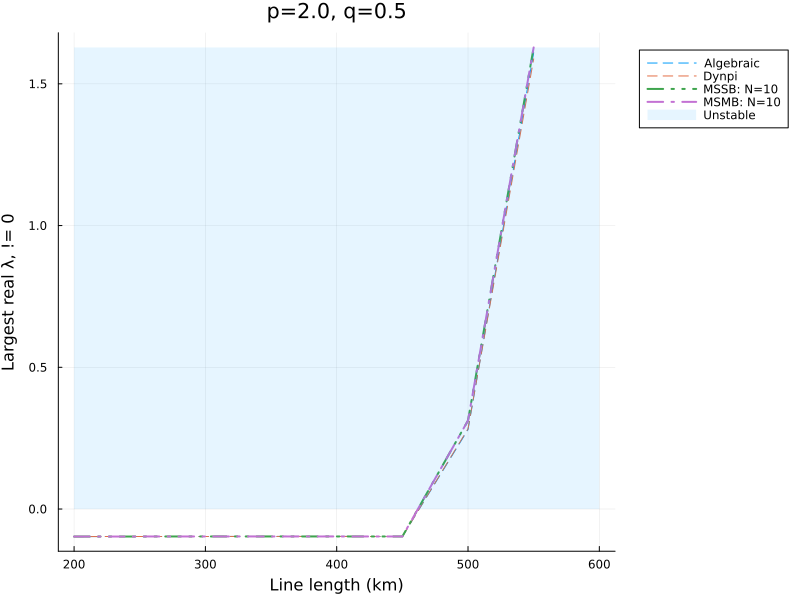 p=2.0, q=0.5
Algebraic
Dynpi
MSSB: N=10
MSMB: N=10
Unstable
Largest real λ, != 0
1.5
1.0
0.5
0.0
200
300
400
500
600
Line length (km)